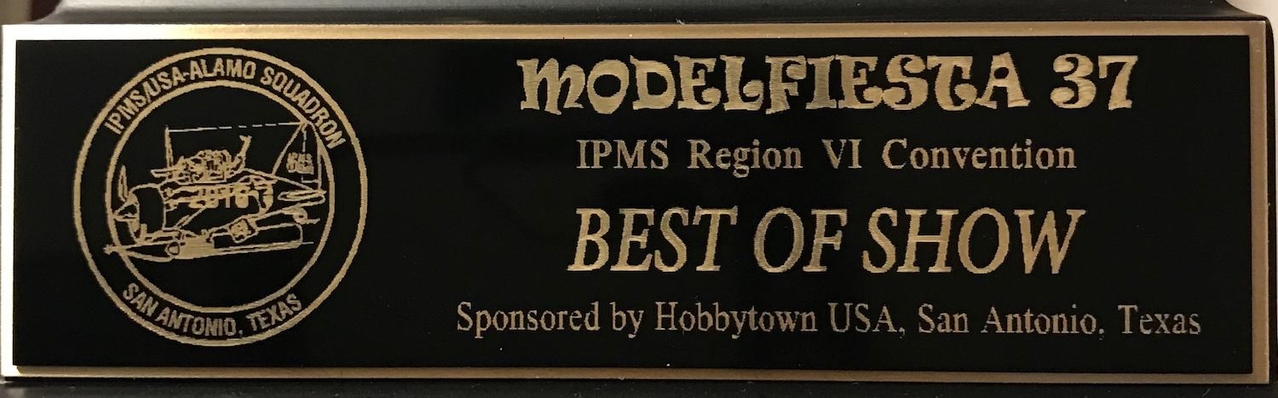 IPMS/USA-ALAMO SQUADRON
SAN ANTONIO, TEXAS
MODELFIESTA 37
IPMS Region VI Convention
BEST OF SHOW
Sponsored by Hobbytown USA, San Antonio. Texas